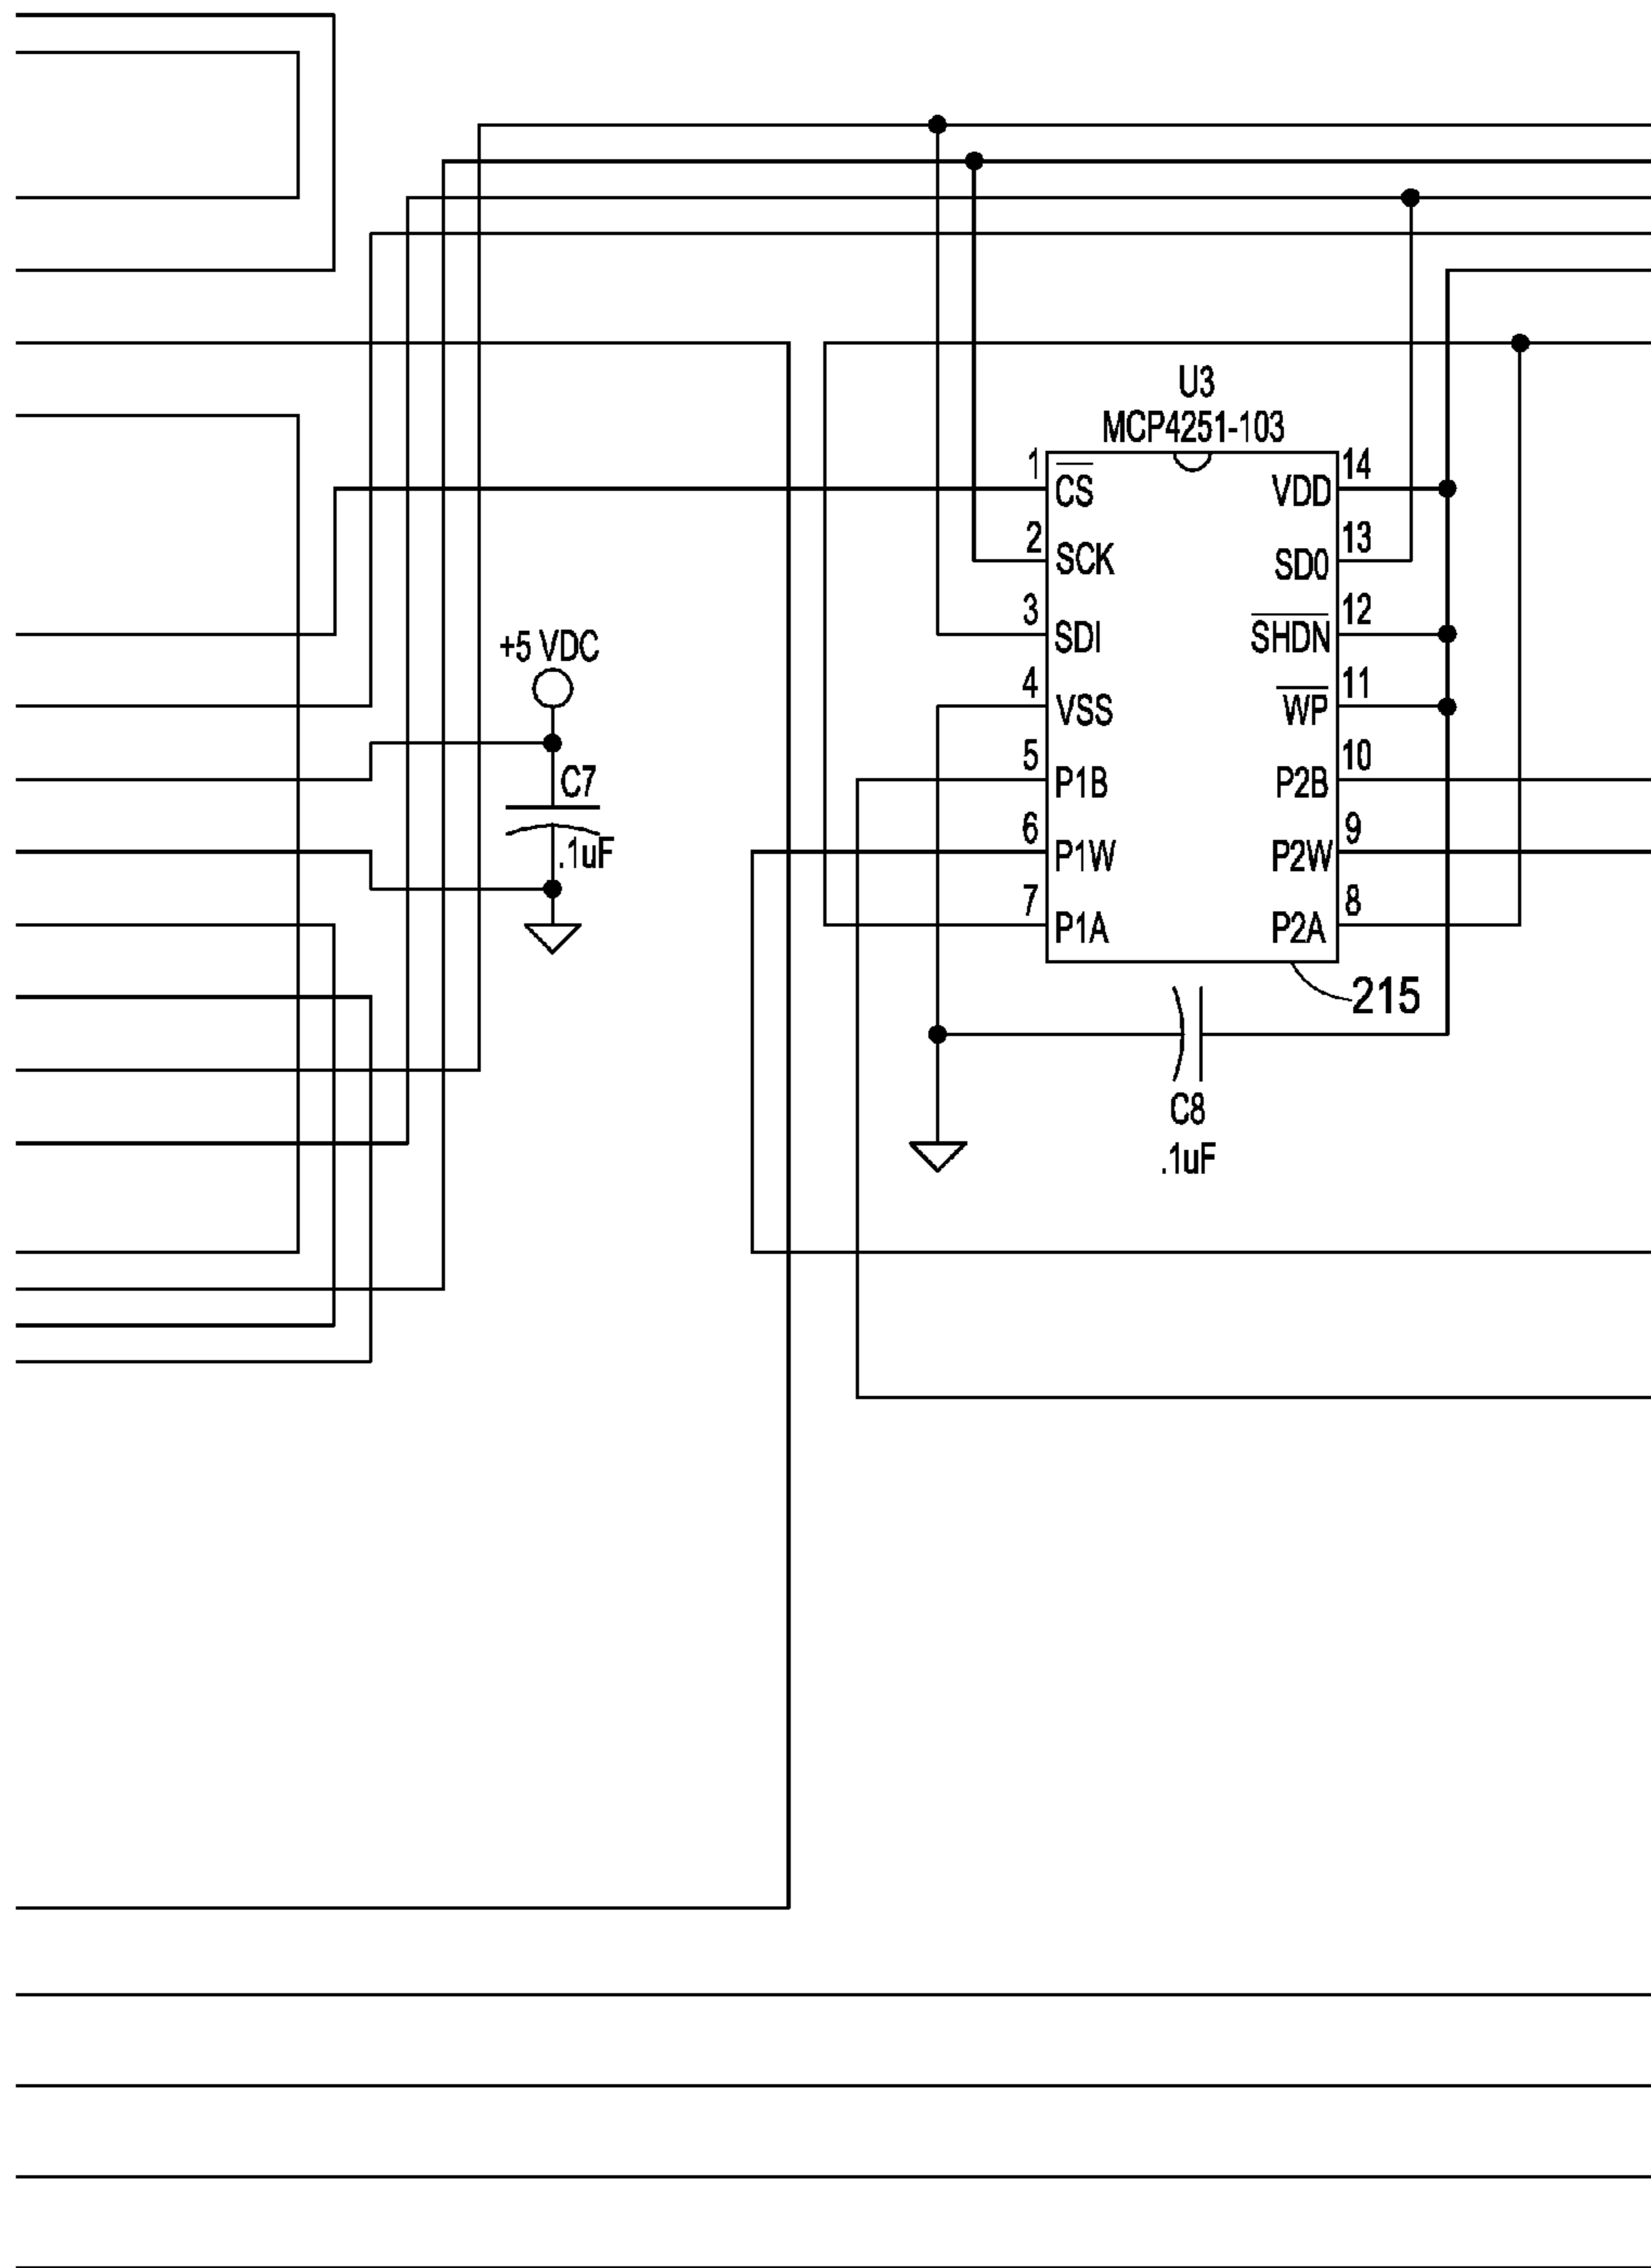 U3
MCP4251-103
1 CS
2 SCK
3 SDI
4 VSS
5 P1B
6 P1W
7 P1A
14 VDD
13 SD0
12 SHDN
11 WP
10 P2B
9 P2W
8 P2A
215
+5 VDC
C7
.1uF
C8
.1uF